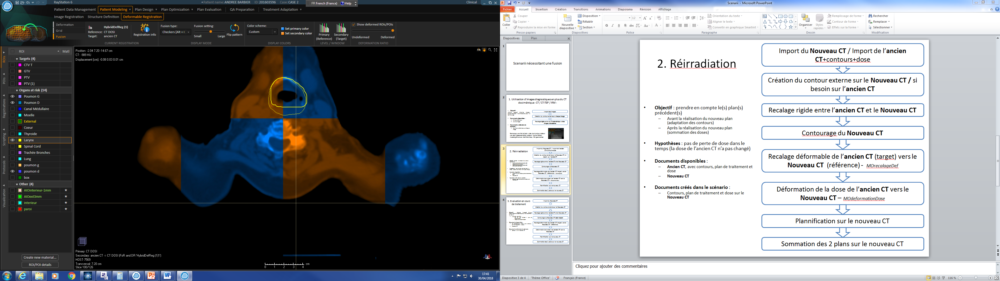 RayStation 6
Patient name: ANDREE BARBIER ID: 201603596 Case: CASE 2
FR French (France) Help
Clinical
Patient Data Management Patient Modeling Plan Design Plan Optimization Plan Evaluation QA Preparation Treatment Adaptation
Image Registration Structure Definition Deformable Registration
Deformation
Grid
Fusion
HybridDefReg (1)
Reference: CT DOSI
Target: ancien CT
Registration info
CURRENT REGISTRATION
Fusion type:
Checkers [Alt + I
Fusion setting:
Small Large
Flip pattern
DISPLAY MODE
Color scheme:
Custom
Set primary color
Set secondary color
DISPLAY COLORS
Primary
(Reference)
Secondary
(Target)
LEVEL / WINDOW
Show deformed ROIs/POIs
Undeformed Deformed
DEFORMATION RATIO
ROIs
POIs
Registrations
Scripting
Protocols
Visualization
ROI Matl
Targets (4)
CTV T
GTV
PTV
PTV (1)
Organs at risk (14)
Poumon G
Poumon D
Canal Médullaire
Moelle
External
Coeur
Thyroide
Larynx
Spinal Cord
Trachée Bronches
Lung
poumon g
poumon d
box
Other (4)
AIOinterieur-1mm
AIOext3mm
interieur
paroi
Create new material...
ROI/POI details
Position: -2.04 7.20 -14.67 cm
CT: -989 HU
Displacement [cm]: -0.08 0.03 0.01 cm
Primary: CT DOSI
Secondary: ancien CT -> CT DOSI (FoR and DR 'HybridDefReg (1)1')
HOST-7569
Transversal: 7.20 cm
Slice 100/126
0 1 2 3 4 cm
17:41
30/04/2018
Scenarii - Microsoft PowerPoint
Fichier Accueil Insertion Création Transitions Animations Diaporama Révision Affichage
Coller
Couper
Copier
Reproduire la mise en forme
Presse-papiers
Nouvelle
diapositive
Disposition
Rétablir
Section
Diapositives
12
Police
Orientation du texte
Aligner le texte
Convertir en graphique SmartArt
Paragraphe
Organiser
Styles
rapides
Remplissage de forme
Contour de forme
Effets sur la forme
Dessin
Rechercher
Remplacer
Sélectionner
Modification
Diapositives Plan
1
Scenarii nécessitant une fusion
2
1. Utilisation d'images diagnostiques en plus du CT
dosimétrique - CT / CT-TEP / IRM -
3
2. Réirradiation
4
3. Evaluation en cours
de traitement
2. Réirradiation
• Objectif : prendre en compte le(s) plan(s)
précédent(s)
– Avant la réalisation du nouveau plan
(adaptation des contours)
– Après la réalisation du nouveau plan
(sommation des doses)
• Hypothèses : pas de perte de dose dans le
temps (la dose de l'ancien CT n'a pas changé)
• Documents disponibles :
– Ancien CT, avec contours, plan de traitement et
dose
– Nouveau CT
• Documents créés dans le scénario :
– Contours, plan de traitement et dose sur le
Nouveau CT
Import du Nouveau CT / Import de l'ancien
CT+contours+dose
Création du contour externe sur le Nouveau CT / si
besoin sur l'ancien CT
Recalage rigide entre l'ancien CT et le Nouveau CT
Contourage du Nouveau CT
Recalage déformable de l'ancien CT (target) vers le
Nouveau CT (référence) - MOrecalageDef
Déformation de la dose de l'ancien CT vers le
Nouveau CT – MOdeformationDose
Plannification sur le nouveau CT
Sommation des 2 plans sur le nouveau CT
Cliquez pour ajouter des commentaires
Diapositive 3 de 4 "Thème Office" Français (France) 116 %